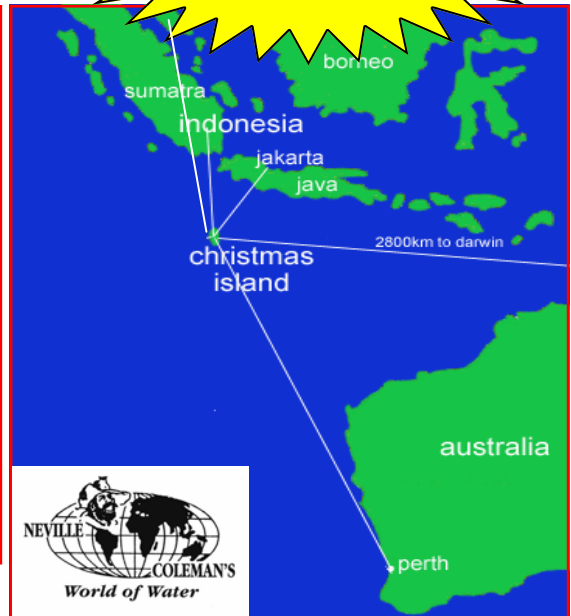 borneo
sumatra
indonesia
jakarta
java
2800km to darwin
christmas
island
australia
perth
NEVILLE
COLEMAN'S
World of Water